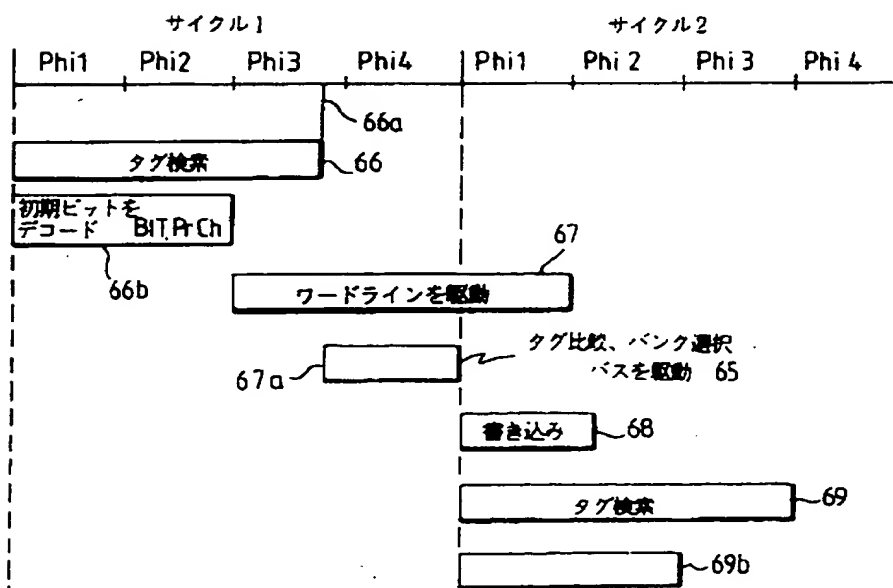 サイクル1 サイクル2
Phi1 Phi2 Phi3 Phi4 Phi1 Phi 2 Phi 3 Phi 4
66a
タグ検索 66
初期ビットを
デコード BIT.PrCh
66b
67
ワードラインを駆動
67a
タグ比較、バンク選択
バスを駆動 65
書き込み 68
タグ検索 69
69b